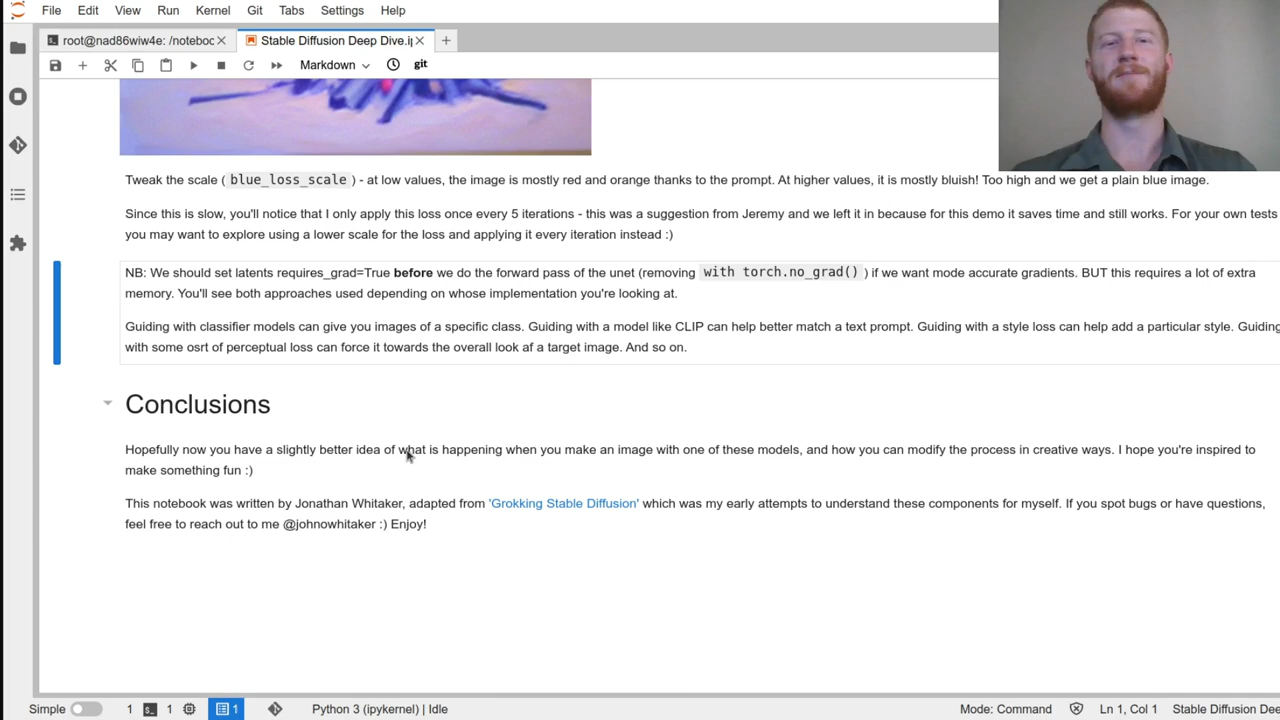 File Edit View Run Kernel Git Tabs Settings Help
root@nad86wiw4e: /noteboc
Stable Diffusion Deep Dive.i
Markdown
git
Tweak the scale ( blue_loss_scale ) - at low values, the image is mostly red and orange thanks to the prompt. At higher values, it is mostly bluish! Too high and we get a plain blue image.
Since this is slow, you'll notice that I only apply this loss once every 5 iterations - this was a suggestion from Jeremy and we left it in because for this demo it saves time and still works. For your own tests
you may want to explore using a lower scale for the loss and applying it every iteration instead :)
NB: We should set latents requires_grad=True before we do the forward pass of the unet (removing with torch.no_grad() ) if we want mode accurate gradients. BUT this requires a lot of extra
memory. You'll see both approaches used depending on whose implementation you're looking at.
Guiding with classifier models can give you images of a specific class. Guiding with a model like CLIP can help better match a text prompt. Guiding with a style loss can help add a particular style. Guiding
with some osrt of perceptual loss can force it towards the overall look af a target image. And so on.
Conclusions
Hopefully now you have a slightly better idea of what is happening when you make an image with one of these models, and how you can modify the process in creative ways. I hope you're inspired to
make something fun :)
This notebook was written by Jonathan Whitaker, adapted from 'Grokking Stable Diffusion' which was my early attempts to understand these components for myself. If you spot bugs or have questions,
feel free to reach out to me @johnowhitaker :) Enjoy!
Simple 1 1 1 Python 3 (ipykernel) | Idle Mode: Command Ln 1, Col 1 Stable Diffusion Dee